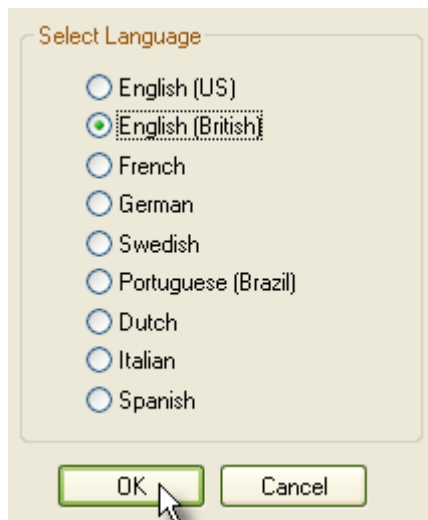 Select Language
English (US)
English (British)
French
German
Swedish
Portuguese (Brazil)
Dutch
Italian
Spanish
OK Cancel